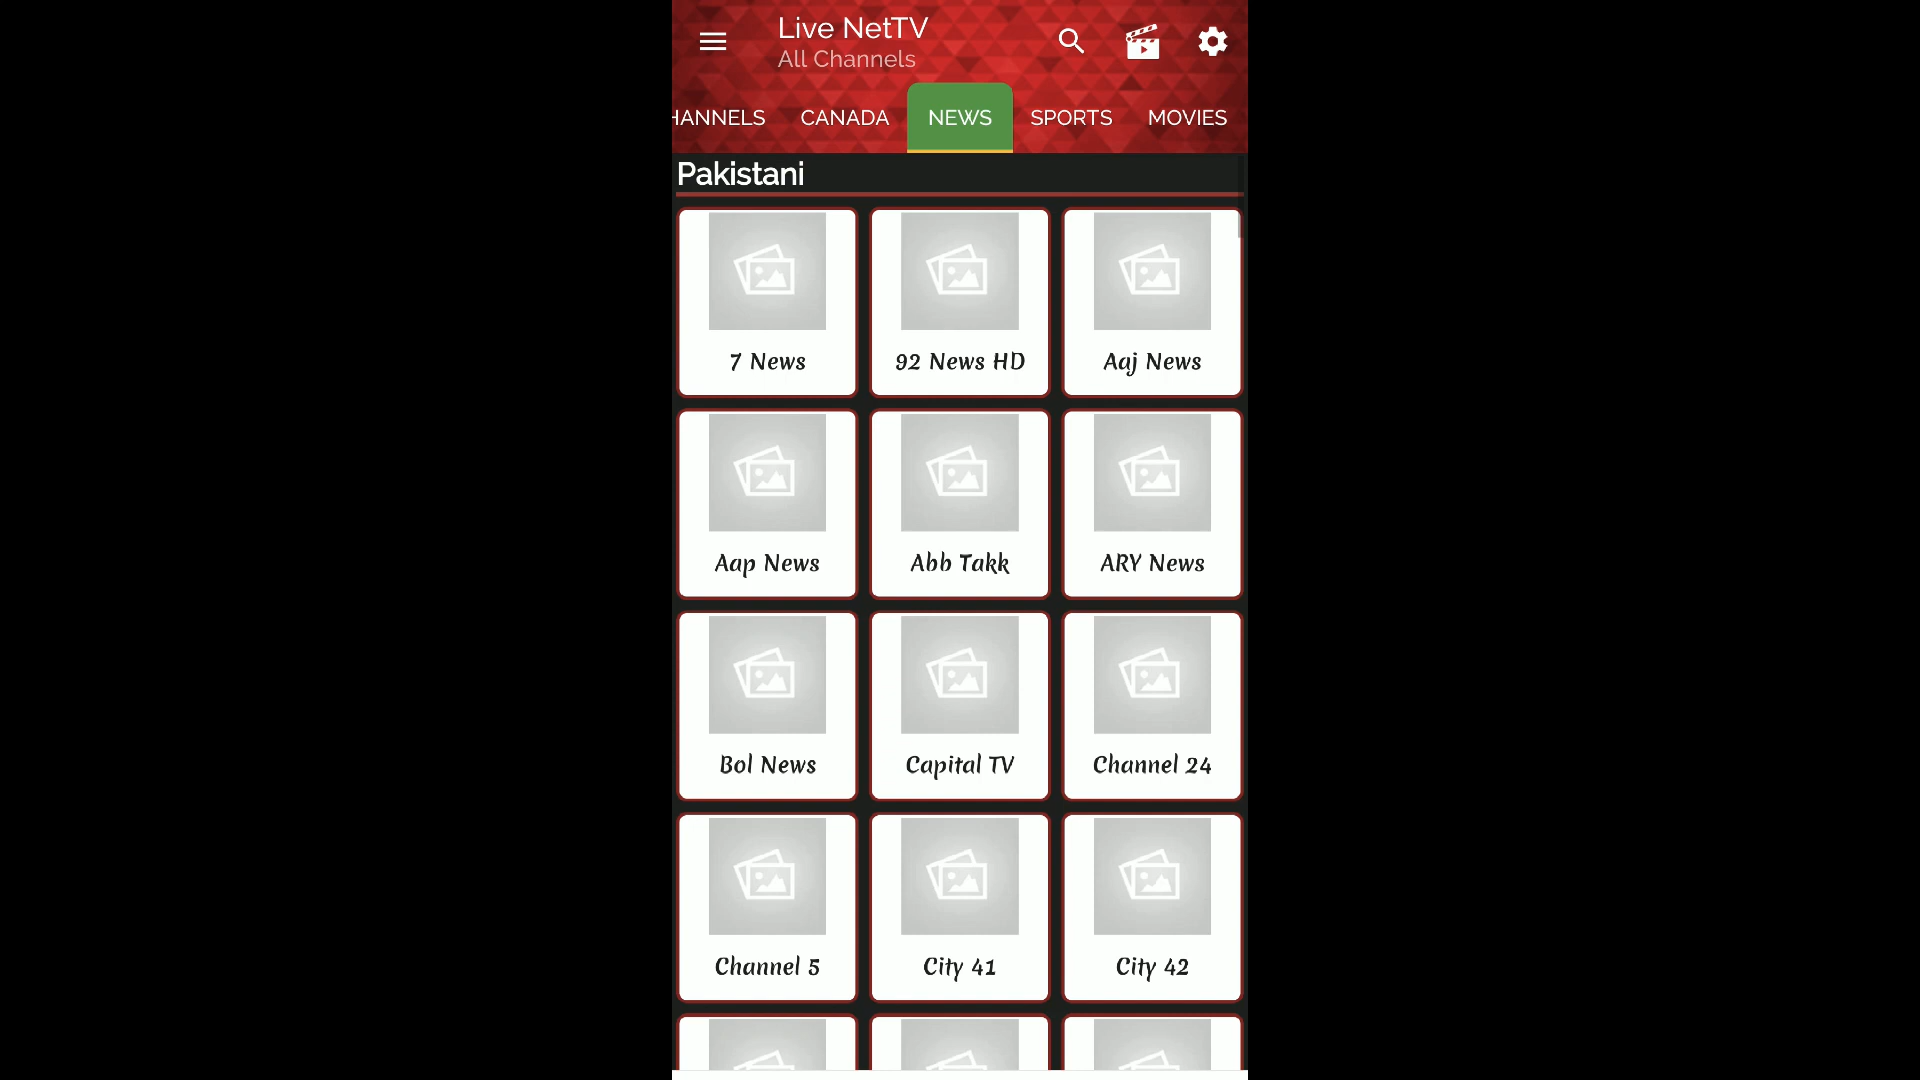 Live NetTV
All Channels
HANNELS CANADA NEWS SPORTS MOVIES
Pakistani
7 News 92 News HD Aaj News
Aap News Abb Takk ARY News
Bol News Capital TV Channel 24
Channel 5 City 41 City 42